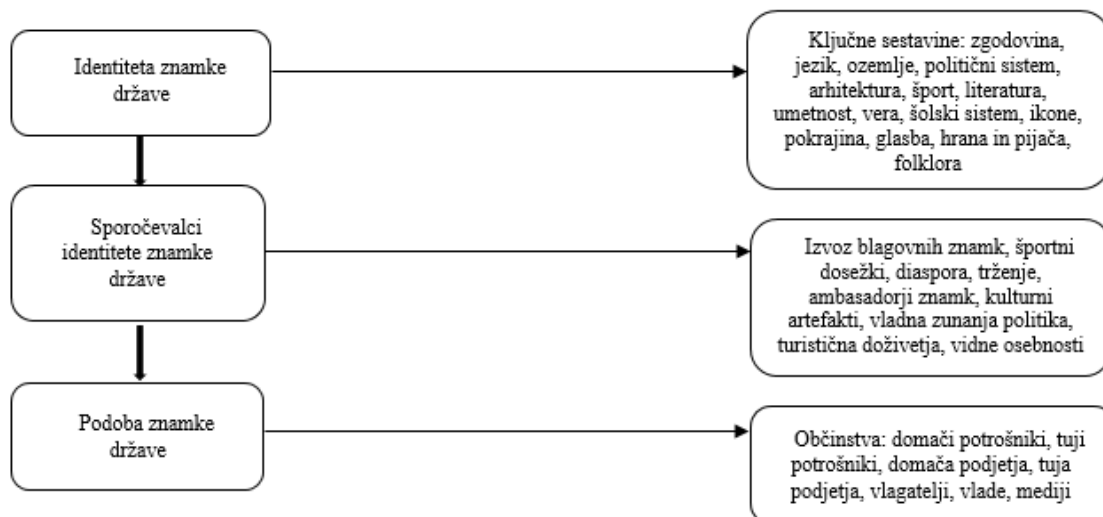 Identiteta znamke
države
Ključne sestavine: zgodovina,
jezik, ozemlje, politični sistem,
arhitektura, šport, literatura,
umetnost, vera, šolski sistem, ikone,
pokrajina, glasba, hrana in pijača,
folklora
Sporočevalci
identitete znamke
države
Izvoz blagovnih znamk, športni
dosežki, diaspora, trženje,
ambasadorji znamk, kulturni
artefakti, vladna zunanja politika,
turistična doživetja, vidne osebnosti
Podoba znamke
države
Občinstva: domači potrošniki, tuji
potrošniki, domača podjetja, tuja
podjetja, vlagatelji, vlade, mediji